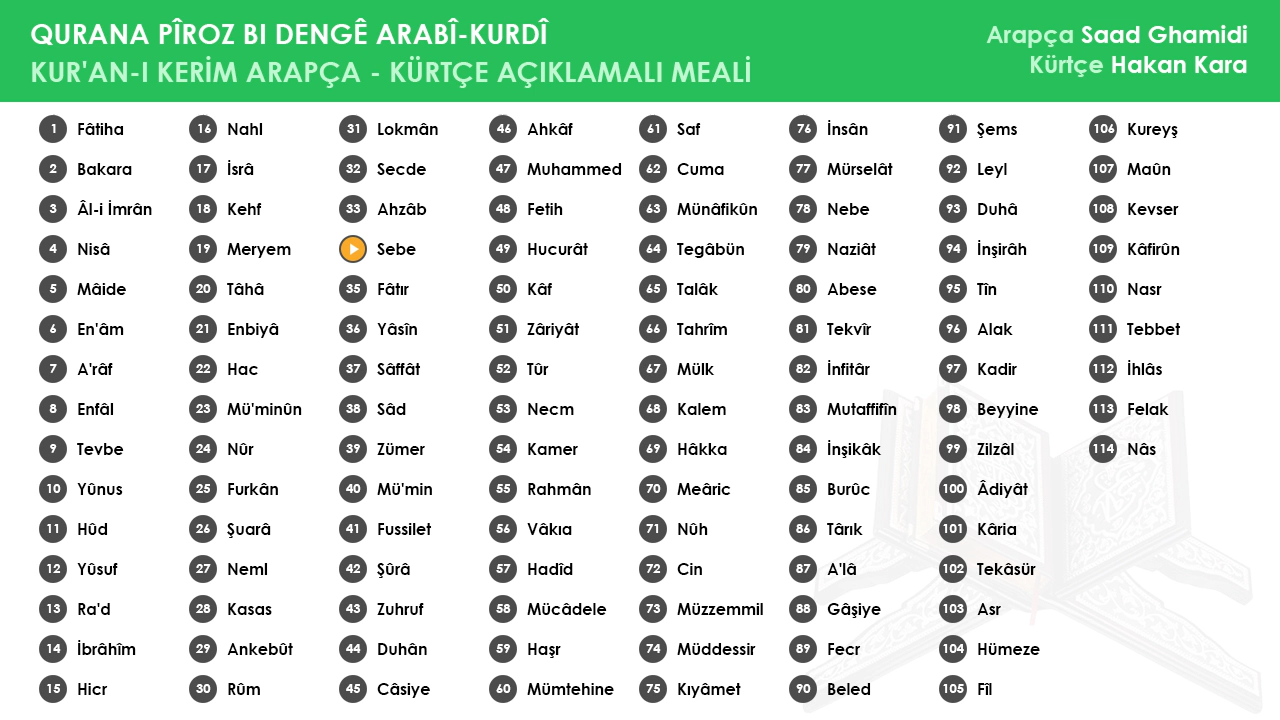 QURANA PÎROZ BI DENGÊ ARABÎ-KURDÎ
KUR'AN-I KERİM ARAPÇA - KÜRTÇE AÇIKLAMALI MEALİ
Arapça Saad Ghamidi
Kürtçe Hakan Kara
1 Fâtiha
2 Bakara
3 Âl-i İmrân
4 Nisâ
5 Mâide
6 En'âm
7 A'râf
8 Enfâl
9 Tevbe
10 Yûnus
11 Hûd
12 Yûsuf
13 Ra'd
14 İbrâhîm
15 Hicr
16 Nahl
17 İsrâ
18 Kehf
19 Meryem
20 Tâhâ
21 Enbiyâ
22 Hac
23 Mü'minûn
24 Nûr
25 Furkân
26 Şuarâ
27 Neml
28 Kasas
29 Ankebût
30 Rûm
31 Lokmân
32 Secde
33 Ahzâb
Sebe
35 Fâtır
36 Yâsîn
37 Sâffât
38 Sâd
39 Zümer
40 Mü'min
41 Fussilet
42 Şûrâ
43 Zuhruf
44 Duhân
45 Câsiye
46 Ahkâf
47 Muhammed
48 Fetih
49 Hucurât
50 Kâf
51 Zâriyât
52 Tûr
53 Necm
54 Kamer
55 Rahmân
56 Vâkıa
57 Hadîd
58 Mücâdele
59 Haşr
60 Mümtehine
61 Saf
62 Cuma
63 Münâfikûn
64 Tegâbün
65 Talâk
66 Tahrîm
67 Mülk
68 Kalem
69 Hâkka
70 Meâric
71 Nûh
72 Cin
73 Müzzemmil
74 Müddessir
75 Kıyâmet
76 İnsân
77 Mürselât
78 Nebe
79 Naziât
80 Abese
81 Tekvîr
82 İnfitâr
83 Mutaffifîn
84 İnşikâk
85 Burûc
86 Târık
87 A'lâ
88 Gâşiye
89 Fecr
90 Beled
91 Şems
92 Leyl
93 Duhâ
94 İnşirâh
95 Tîn
96 Alak
97 Kadir
98 Beyyine
99 Zilzâl
100 Âdiyât
101 Kâria
102 Tekâsür
103 Asr
104 Hümeze
105 Fîl
106 Kureyş
107 Maûn
108 Kevser
109 Kâfirûn
110 Nasr
111 Tebbet
112 İhlâs
113 Felak
114 Nâs